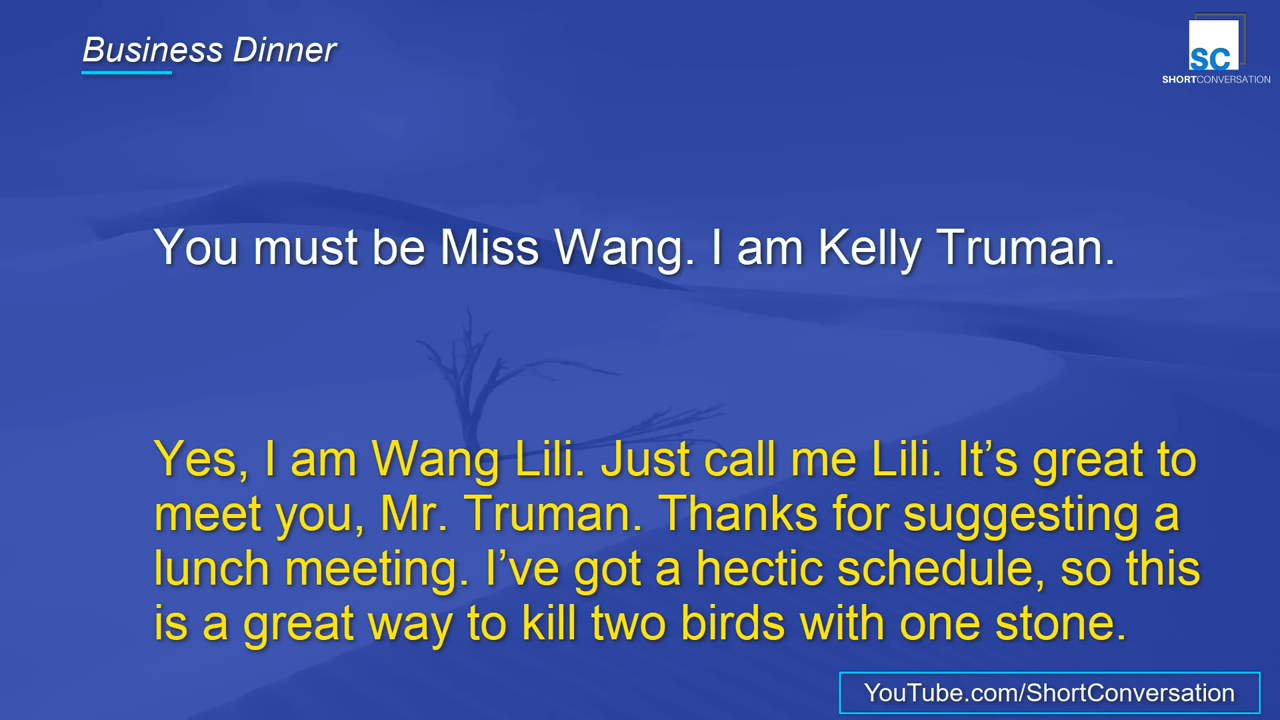 Business Dinner
SC
SHORTCONVERSATION
You must be Miss Wang. I am Kelly Truman.
Yes, I am Wang Lili. Just call me Lili. It’s great to
meet you, Mr. Truman. Thanks for suggesting a
lunch meeting. I’ve got a hectic schedule, so this
is a great way to kill two birds with one stone.
YouTube.com/ShortConversation